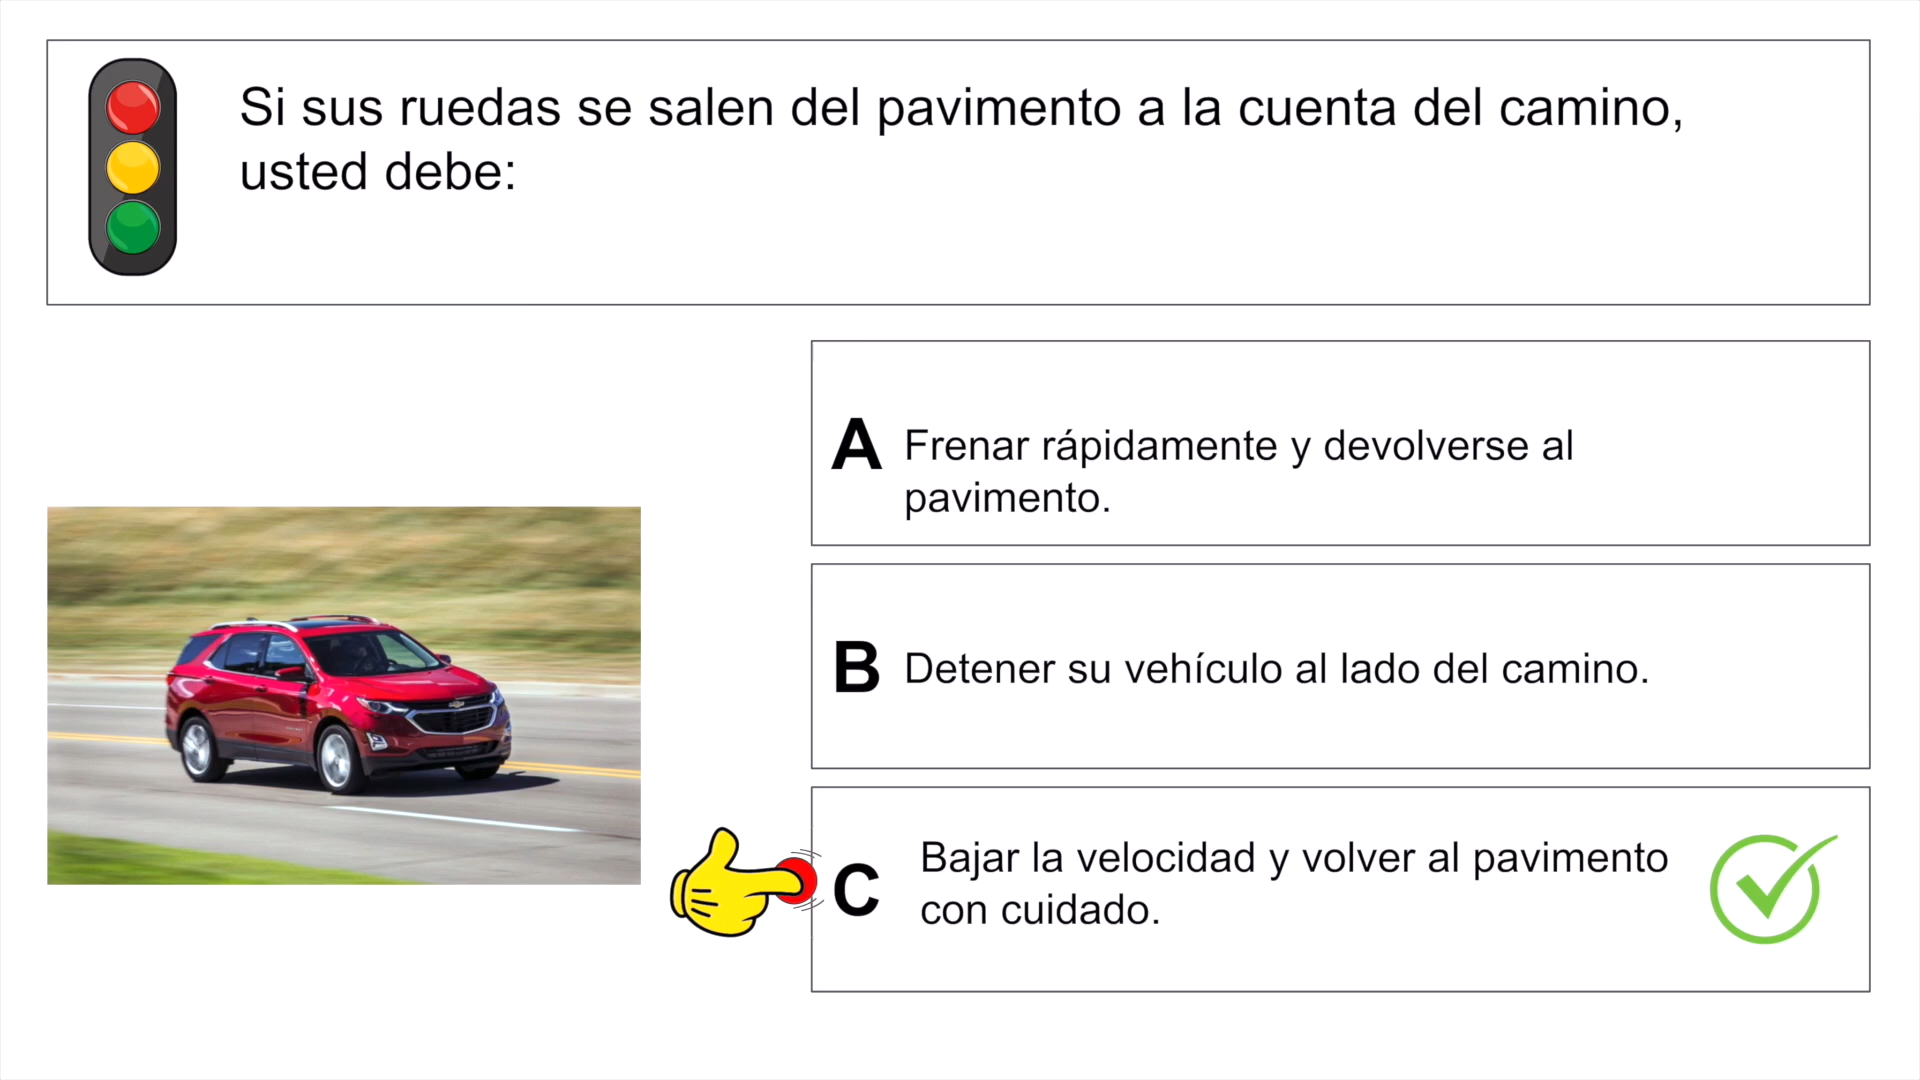 Si sus ruedas se salen del pavimento a la cuenta del camino,
usted debe:
A
Frenar rápidamente y devolverse al
pavimento.
B
Detener su vehículo al lado del camino.
C
Bajar la velocidad y volver al pavimento
con cuidado.